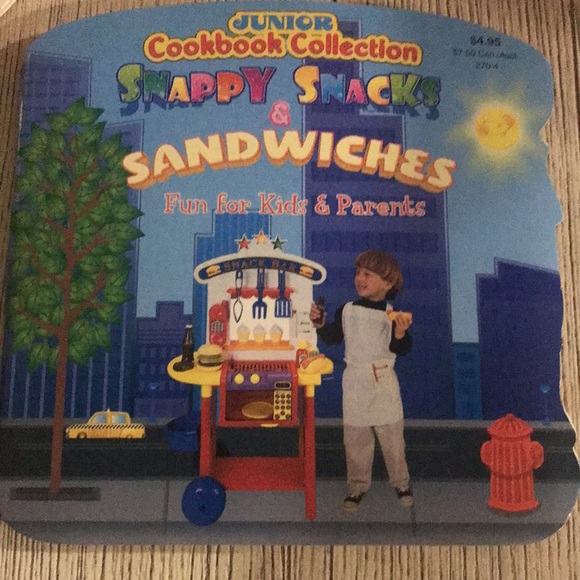 JUNIOR
Cookbook Collection
$4.95
SNAPPY SNACKS
&
SANDWICHES
Fun for Kids & Parents
SNACK BAR